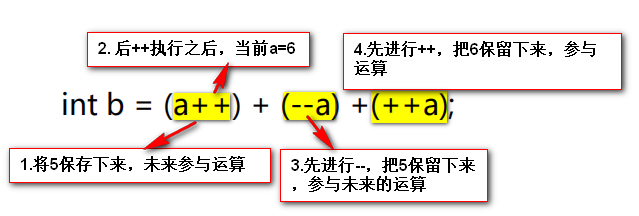 2. 后++执行之后，当前a=6
4.先进行++，把6保留下来，参与
运算
int b = (a++) + (--a) +(++a);
1.将5保存下来，未来参与运算
3.先进行--，把5保留下来
，参与未来的运算